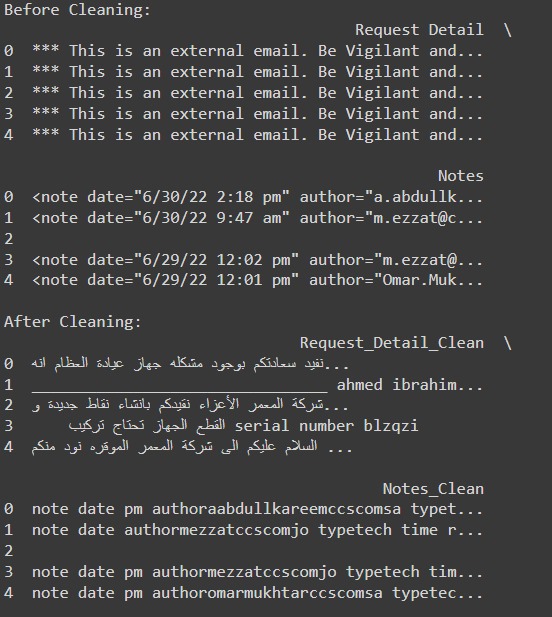 Before Cleaning:
Request Detail \
0 *** This is an external email. Be Vigilant and...
1 *** This is an external email. Be Vigilant and...
2 *** This is an external email. Be Vigilant and...
3 *** This is an external email. Be Vigilant and...
4 *** This is an external email. Be Vigilant and...
Notes
0 <note date="6/30/22 2:18 pm" author="a.abdullk...
1 <note date="6/30/22 9:47 am" author="m.ezzat@c...
2
3 <note date="6/29/22 12:02 pm" author="m.ezzat@...
4 <note date="6/29/22 12:01 pm" author="Omar.Muk...
After Cleaning:
Request_Detail_Clean \
0 نفيد سعادتكم بوجود مشكله جهاز عيادة العظام انه...
1 ________________________________ ahmed ibrahim...
2 شركة المعمر الأعزاء نفيدكم بانشاء نقاط جديدة و...
3 القطع الجهاز تحتاج تركيب serial number blzqzi
4 السلام عليكم الى شركة المعمر الموقره نود منكم ...
Notes_Clean
0 note date pm authoraabdullkareemccscomsa typet...
1 note date authormezzatccscomjo typetech time r...
2
3 note date pm authormezzatccscomjo typetech tim...
4 note date pm authoromarmukhtarccscomsa typetec...